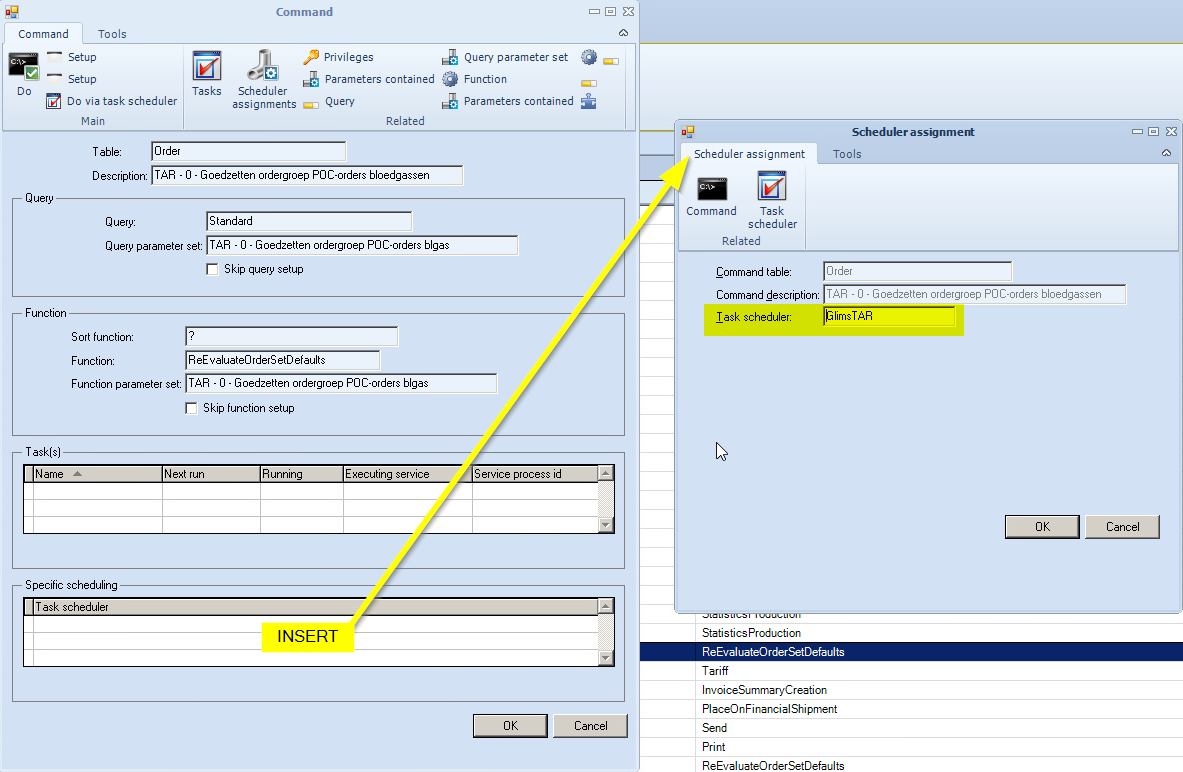 Command
Command Tools
Do
Setup
Setup
Do via task scheduler
Main
Tasks
Scheduler
assignments
Privileges
Parameters contained
Query
Query parameter set
Function
Parameters contained
Related
Table: Order
Description: TAR - 0 - Goedzetten ordergroep POC-orders bloedgassen
Query
Query: Standard
Query parameter set: TAR - 0 - Goedzetten ordergroep POC-orders blgas
Skip query setup
Function
Sort function: ?
Function: ReEvaluateOrderSetDefaults
Function parameter set: TAR - 0 - Goedzetten ordergroep POC-orders blgas
Skip function setup
Task(s)
Name Next run Running Executing service Service process id
Specific scheduling
Task scheduler
INSERT
OK Cancel
Scheduler assignment
Scheduler assignment Tools
C:\>
Command
Task
scheduler
Related
Command table: Order
Command description: TAR - 0 - Goedzetten ordergroep POC-orders bloedgassen
Task scheduler: GlimsTAR
OK Cancel
StatisticsProduction
StatisticsProduction
ReEvaluateOrderSetDefaults
Tariff
InvoiceSummaryCreation
PlaceOnFinancialShipment
Send
Print
ReEvaluateOrderSetDefaults